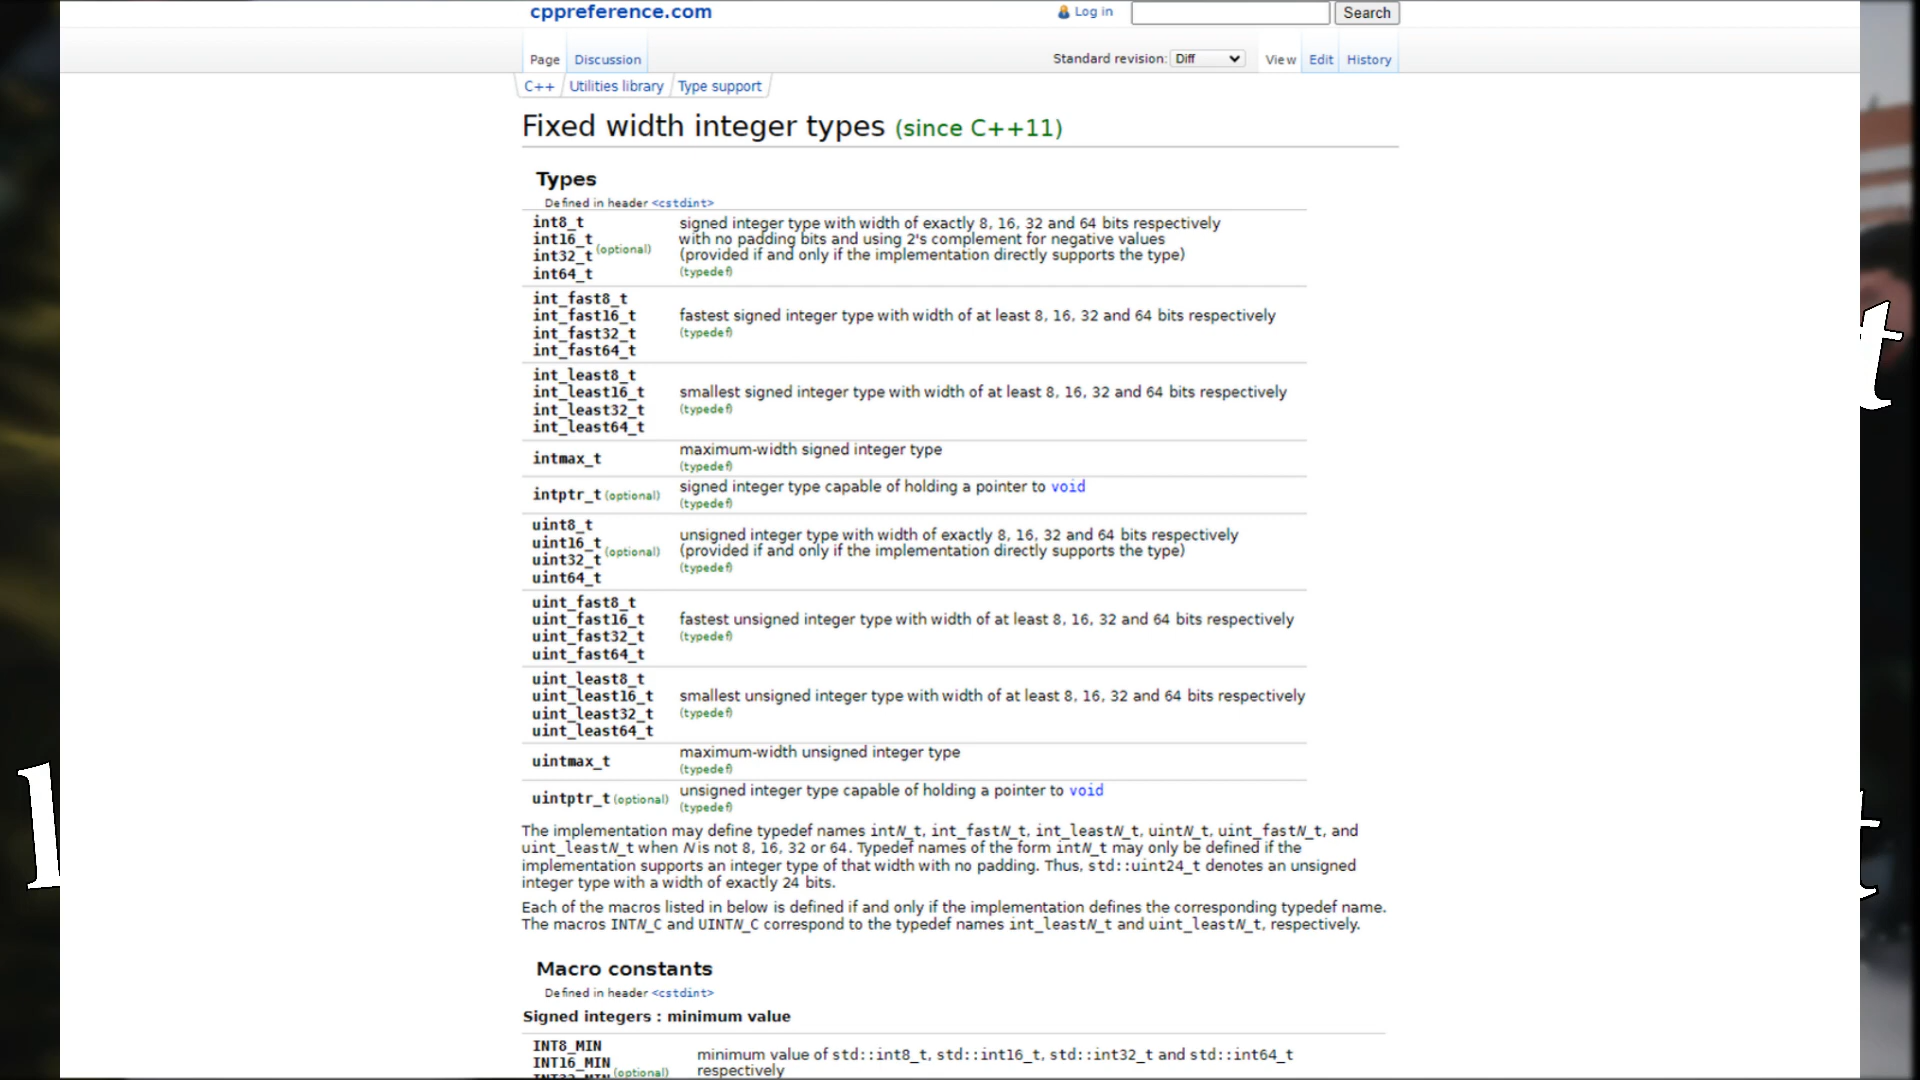 cppreference.com
Log in
Search
Page
Discussion
Standard revision: Diff
View
Edit
History
C++
Utilities library
Type support
Fixed width integer types (since C++11)
Types
Defined in header <cstdint>
int8_t
int16_t
int32_t
int64_t
(optional)
signed integer type with width of exactly 8, 16, 32 and 64 bits respectively
with no padding bits and using 2's complement for negative values
(provided if and only if the implementation directly supports the type)
(typedef)
int_fast8_t
int_fast16_t
int_fast32_t
int_fast64_t
fastest signed integer type with width of at least 8, 16, 32 and 64 bits respectively
(typedef)
int_least8_t
int_least16_t
int_least32_t
int_least64_t
smallest signed integer type with width of at least 8, 16, 32 and 64 bits respectively
(typedef)
intmax_t
maximum-width signed integer type
(typedef)
intptr_t (optional)
signed integer type capable of holding a pointer to void
(typedef)
uint8_t
uint16_t
uint32_t
uint64_t
(optional)
unsigned integer type with width of exactly 8, 16, 32 and 64 bits respectively
(provided if and only if the implementation directly supports the type)
(typedef)
uint_fast8_t
uint_fast16_t
uint_fast32_t
uint_fast64_t
fastest unsigned integer type with width of at least 8, 16, 32 and 64 bits respectively
(typedef)
uint_least8_t
uint_least16_t
uint_least32_t
uint_least64_t
smallest unsigned integer type with width of at least 8, 16, 32 and 64 bits respectively
(typedef)
uintmax_t
maximum-width unsigned integer type
(typedef)
uintptr_t (optional)
unsigned integer type capable of holding a pointer to void
(typedef)
The implementation may define typedef names intN_t, int_fastN_t, int_leastN_t, uintN_t, uint_fastN_t, and
uint_leastN_t when N is not 8, 16, 32 or 64. Typedef names of the form intN_t may only be defined if the
implementation supports an integer type of that width with no padding. Thus, std::uint24_t denotes an unsigned
integer type with a width of exactly 24 bits.
Each of the macros listed in below is defined if and only if the implementation defines the corresponding typedef name.
The macros INTN_C and UINTN_C correspond to the typedef names int_leastN_t and uint_leastN_t, respectively.
Macro constants
Defined in header <cstdint>
Signed integers : minimum value
INT8_MIN
INT16_MIN
(optional)
minimum value of std::int8_t, std::int16_t, std::int32_t and std::int64_t
respectively